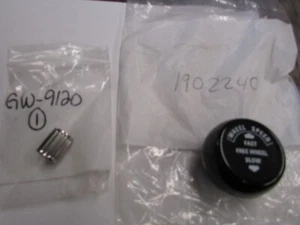 GW-9120
1
1902240
WHEEL SPEED
FAST
FREE WHEEL
SLOW